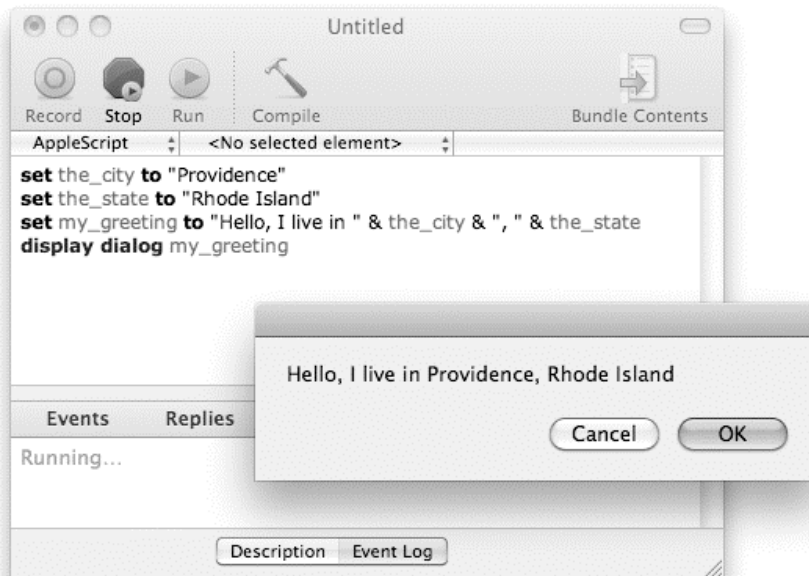 Untitled
Record Stop Run Compile Bundle Contents
AppleScript <No selected element>
set the_city to "Providence"
set the_state to "Rhode Island"
set my_greeting to "Hello, I live in " & the_city & ", " & the_state
display dialog my_greeting
Hello, I live in Providence, Rhode Island
Cancel OK
Events Replies
Running...
Description Event Log